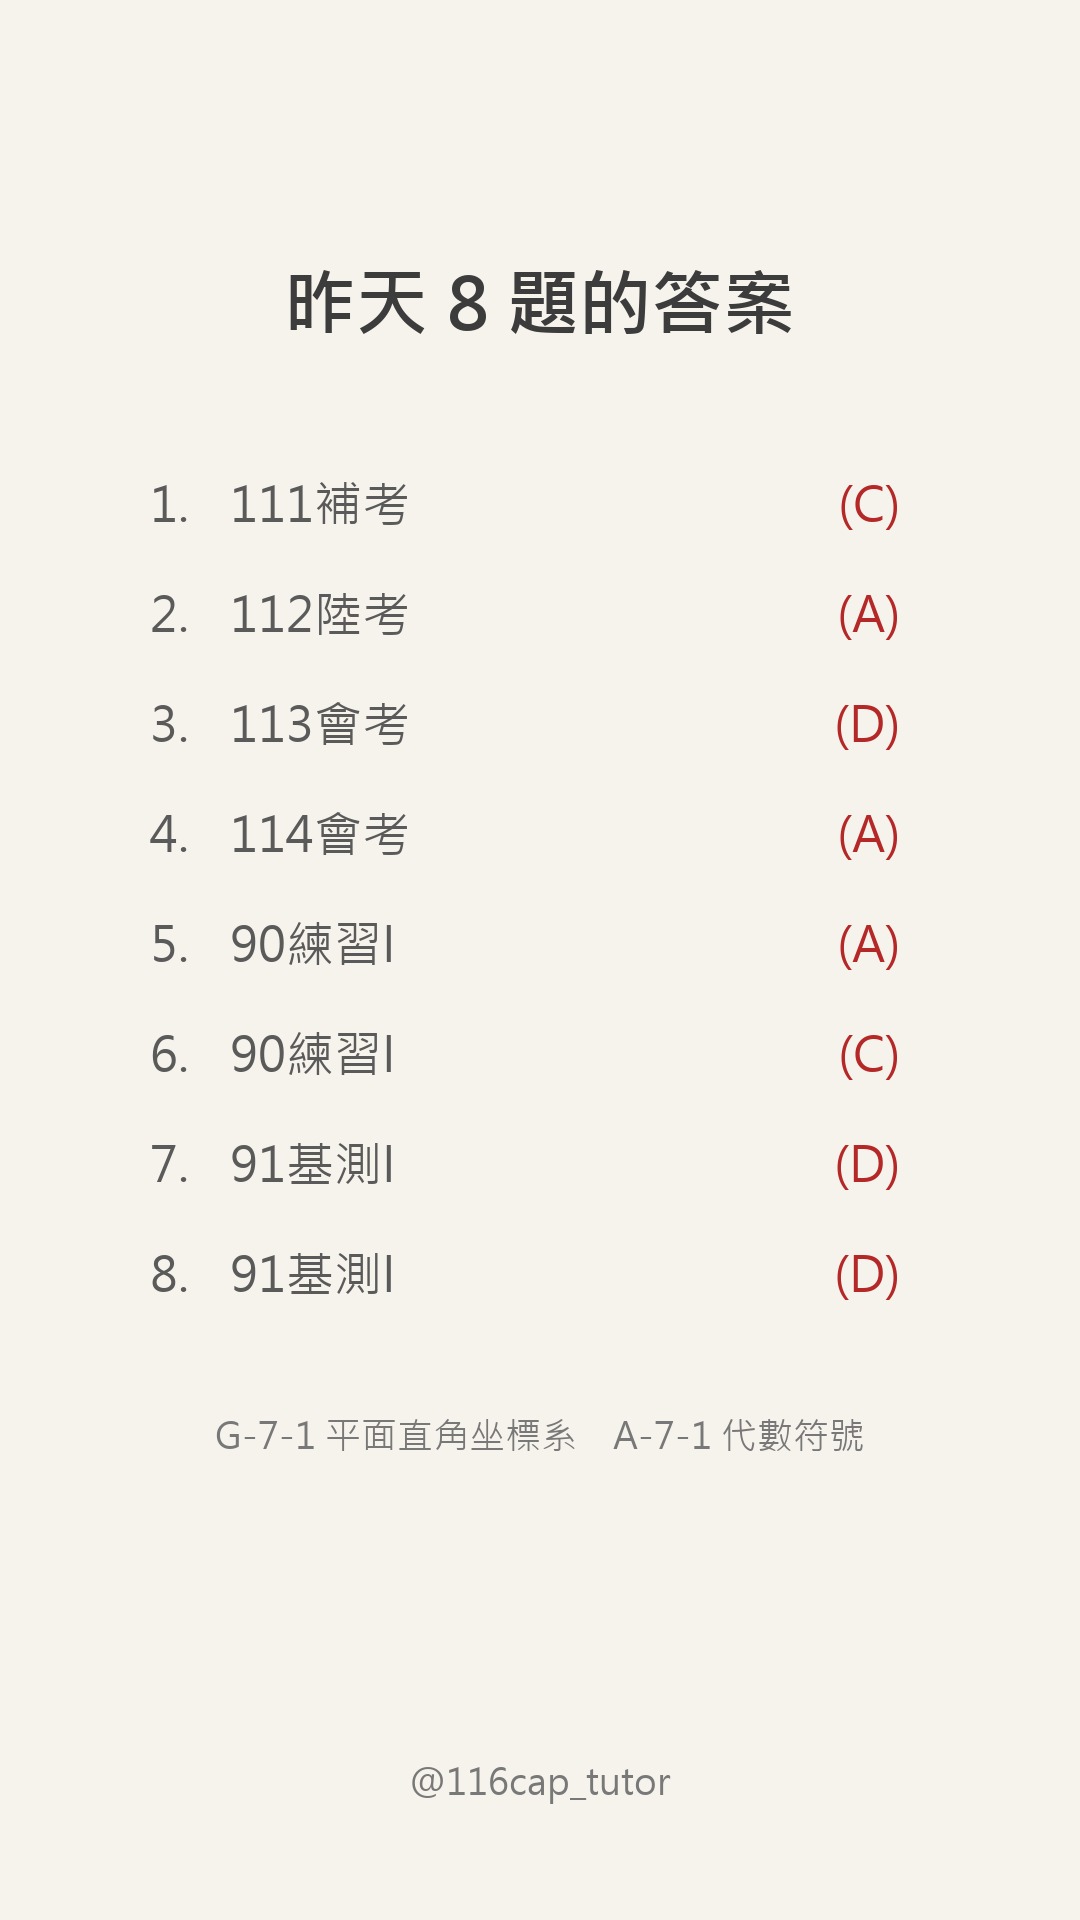 昨天 8 題的答案
1. 111補考 (C)
2. 112陸考 (A)
3. 113會考 (D)
4. 114會考 (A)
5. 90練習I (A)
6. 90練習I (C)
7. 91基測I (D)
8. 91基測I (D)
G-7-1 平面直角坐標系 A-7-1 代數符號
@116cap_tutor